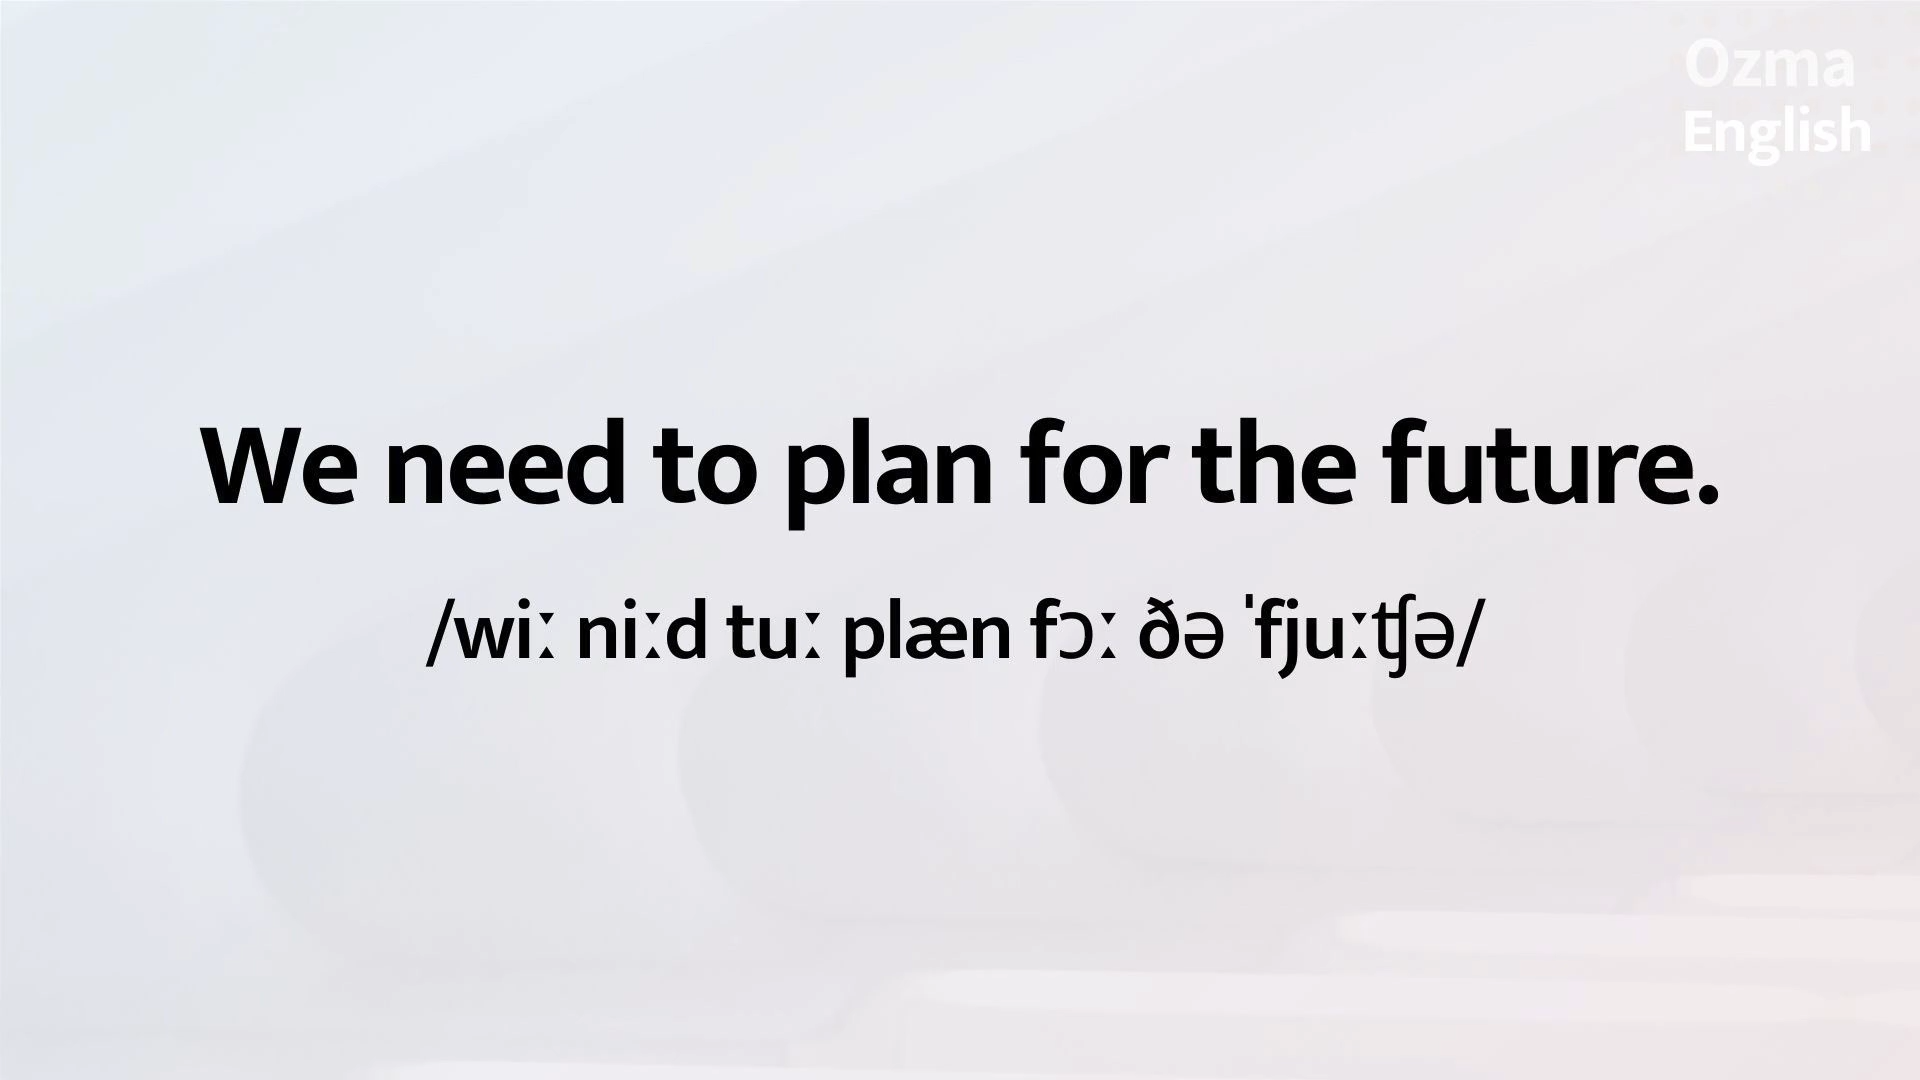 Ozma
English
We need to plan for the future.
/wiː niːd tuː plæn fɔː ðə ˈfjuːʧə/